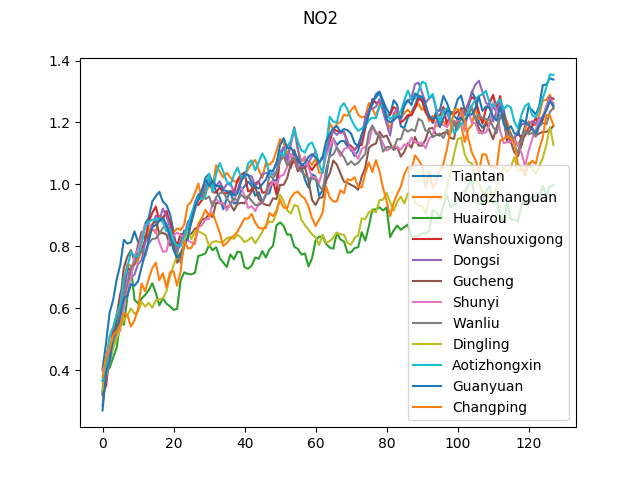 NO2
1.4
1.2
1.0
0.8
0.6
0.4
0 20 40 60 80 100 120
Tiantan
Nongzhanguan
Huairou
Wanshouxigong
Dongsi
Gucheng
Shunyi
Wanliu
Dingling
Aotizhongxin
Guanyuan
Changping